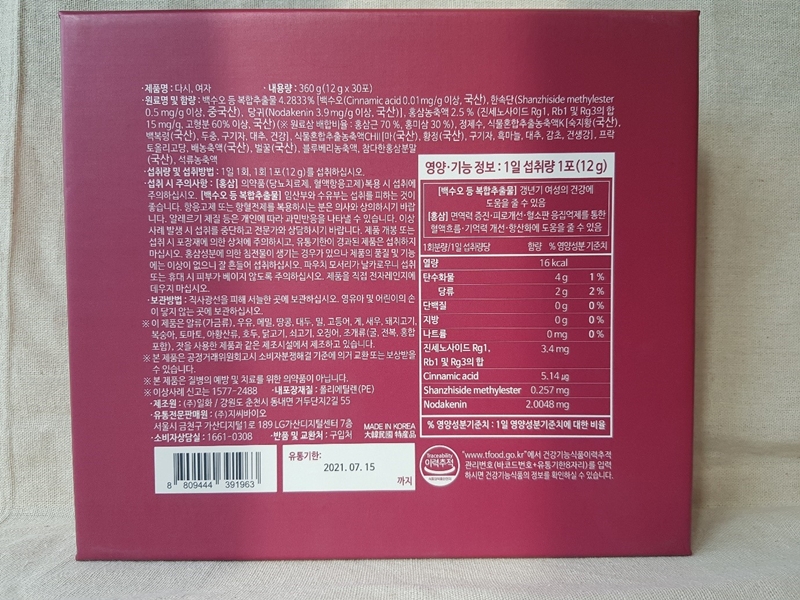 ·제품명 : 다시, 여자 ·내용량 : 360 g (12 g x 30포)
·원료명 및 함량 : 백수오 등 복합추출물 4.2833% [백수오(Cinnamic acid 0.01mg/g 이상, 국산), 한속단(Shanzhiside methylester
0.5 mg/g 이상, 중국산), 당귀(Nodakenin 3.9 mg/g 이상, 국산)], 홍삼농축액 2.5 % (진세노사이드 Rg1, Rb1 및 Rg3의 합
15 mg/g, 고형분 60% 이상, 국산) (※ 원료삼 배합비율 : 홍삼근 70 %, 홍미삼 30 %), 정제수, 식물혼합추출농축액K [숙지황(국산),
백복령(국산), 두충, 구기자, 대추, 건강], 식물혼합추출농축액CHII [마(국산), 황정(국산), 구기자, 흑마늘, 대추, 감초, 건생강], 프락
토올리고당, 배농축액(국산), 벌꿀(국산), 블루베리농축액, 참다한홍삼분말
(국산), 석류농축액
·섭취량 및 섭취방법 : 1일 1회, 1회 1포(12 g)를 섭취하십시오.
·섭취 시 주의사항 : [홍삼] 의약품(당뇨치료제, 혈액항응고제) 복용 시 섭취에
주의하십시오. [백수오 등 복합추출물] 임산부와 수유부는 섭취를 피하는 것이
좋습니다. 항응고제 또는 항혈전제를 복용하시는 분은 의사와 상의하시기 바랍
니다. 알레르기 체질 등은 개인에 따라 과민반응을 나타낼 수 있습니다. 이상
사례 발생 시 섭취를 중단하고 전문가와 상담하시기 바랍니다. 제품 개봉 또는
섭취 시 포장재에 의한 상처에 주의하시고, 유통기한이 경과된 제품은 섭취하지
마십시오. 홍삼성분에 의한 침전물이 생기는 경우가 있으나 제품의 품질 및 기능
에는 이상이 없으니 잘 흔들어 섭취하십시오. 파우치 모서리가 날카로우니 섭취
또는 휴대 시 피부가 베이지 않도록 주의하십시오. 제품을 직접 전자레인지에
데우지 마십시오.
·보관방법 : 직사광선을 피해 서늘한 곳에 보관하십시오. 영유아 및 어린이의 손
이 닿지 않는 곳에 보관하십시오.
※ 이 제품은 알류(가금류), 우유, 메밀, 땅콩, 대두, 밀, 고등어, 게, 새우, 돼지고기,
복숭아, 토마토, 아황산류, 호두, 닭고기, 쇠고기, 오징어, 조개류(굴, 전복, 홍합
포함), 잣을 사용한 제품과 같은 제조시설에서 제조하고 있습니다.
※ 본 제품은 공정거래위원회고시 소비자분쟁해결 기준에 의거 교환 또는 보상받을
수 있습니다.
※ 본 제품은 질병의 예방 및 치료를 위한 의약품이 아닙니다.
※ 이상사례 신고는 1577-2488 ·내포장재질 : 폴리에틸렌(PE)
·제조원 : (주)일화 / 강원도 춘천시 동내면 거두단지2길 55
·유통전문판매원 : (주)지씨바이오
서울시 금천구 가산디지털1로 189 LG가산디지털센터 7층
·소비자상담실 : 1661-0308 ·반품 및 교환처 : 구입처
MADE IN KOREA
大韓民國 特産品
영양·기능 정보 : 1일 섭취량 1포(12 g)
[백수오 등 복합추출물] 갱년기 여성의 건강에
도움을 줄 수 있음
[홍삼] 면역력 증진·피로개선·혈소판 응집억제를 통한
혈액흐름·기억력 개선·항산화에 도움을 줄 수 있음
1회분량/1일 섭취량당 함량 % 영양성분 기준치
열량 16 kcal
탄수화물 4 g 1 %
당류 2 g 2 %
단백질 0 g 0 %
지방 0 g 0 %
나트륨 0 mg 0 %
진세노사이드 Rg1, 3.4 mg
Rb1 및 Rg3의 합
Cinnamic acid 5.14 ㎍
Shanzhiside methylester 0.257 mg
Nodakenin 2.0048 mg
% 영양성분기준치 : 1일 영양성분기준치에 대한 비율
8 809444 391963
유통기한:
2021. 07. 15
까지
Traceability
이력추적
"www.tfood.go.kr"에서 건강기능식품이력추적
관리번호(바코드번호+유통기한8자리)를 입력
하시면 건강기능식품의 정보를 확인하실 수 있습니다.